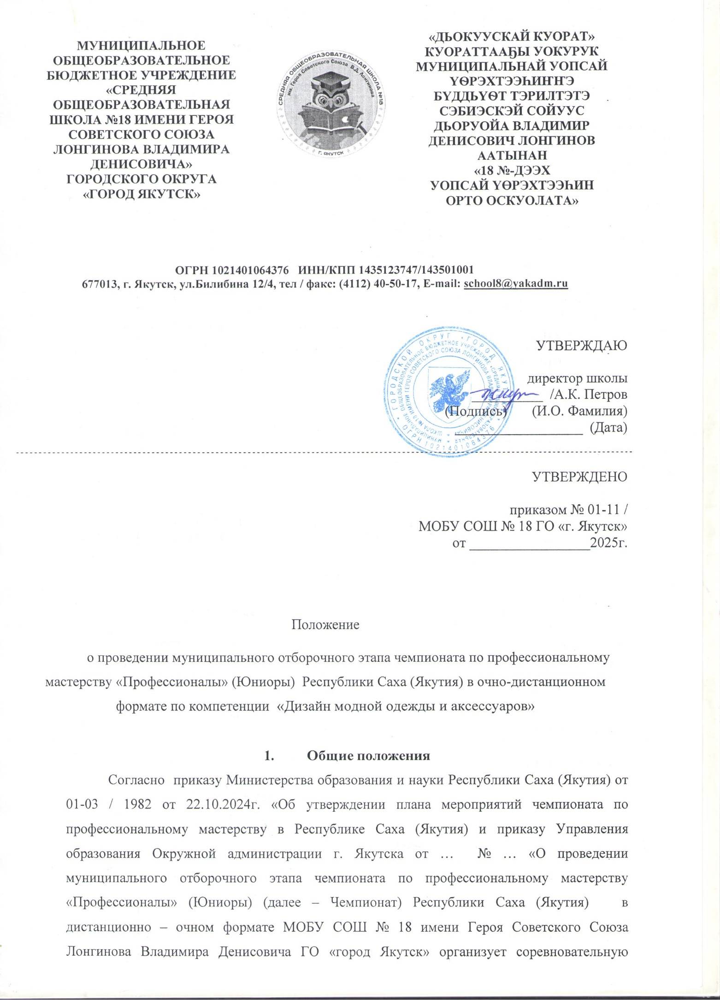 МУНИЦИПАЛЬНОЕ
ОБЩЕОБРАЗОВАТЕЛЬНОЕ
БЮДЖЕТНОЕ УЧРЕЖДЕНИЕ
«СРЕДНЯЯ
ОБЩЕОБРАЗОВАТЕЛЬНАЯ
ШКОЛА №18 ИМЕНИ ГЕРОЯ
СОВЕТСКОГО СОЮЗА
ЛОНГИНОВА ВЛАДИМИРА
ДЕНИСОВИЧА»
ГОРОДСКОГО ОКРУГА
«ГОРОД ЯКУТСК»
СРЕДНЯЯ ОБЩЕОБРАЗОВАТЕЛЬНАЯ ШКОЛА №18
им. Героя Советского Союза В.Д. Лонгинова
Г. ЯКУТСК
«ДЬОКУУСКАЙ КУОРАТ»
КУОРАТТААҔЫ УОКУРУК
МУНИЦИПАЛЬНАЙ УОПСАЙ
ҮӨРЭХТЭЭҺИҤҤЭ
БҮДДЬҮӨТ ТЭРИЛТЭТЭ
СЭБИЭСКЭЙ СОЙУУС
ДЬОРУОЙА ВЛАДИМИР
ДЕНИСОВИЧ ЛОНГИНОВ
ААТЫНАН
«18 №-ДЭЭХ
УОПСАЙ ҮӨРЭХТЭЭҺИН
ОРТО ОСКУОЛАТА»
ОГРН 1021401064376 ИНН/КПП 1435123747/143501001
677013, г. Якутск, ул.Билибина 12/4, тел / факс: (4112) 40-50-17, E-mail: school8@yakadm.ru
УТВЕРЖДАЮ
директор школы
__________ /А.К. Петров
(Подпись) (И.О. Фамилия)
__________________ (Дата)
ГОРОДСКОЙ ОКРУГ «ГОРОД ЯКУТСК»
ОГРН 1021401064376
МУНИЦИПАЛЬНОЕ ОБЩЕОБРАЗОВАТЕЛЬНОЕ БЮДЖЕТНОЕ УЧРЕЖДЕНИЕ «СРЕДНЯЯ ОБЩЕОБРАЗОВАТЕЛЬНАЯ
ШКОЛА №18 ИМЕНИ ГЕРОЯ СОВЕТСКОГО СОЮЗА ЛОНГИНОВА ВЛАДИМИРА ДЕНИСОВИЧА»
УТВЕРЖДЕНО
приказом № 01-11 /
МОБУ СОШ № 18 ГО «г. Якутск»
от _________________2025г.
Положение
о проведении муниципального отборочного этапа чемпионата по профессиональному
мастерству «Профессионалы» (Юниоры) Республики Саха (Якутия) в очно-дистанционном
формате по компетенции «Дизайн модной одежды и аксессуаров»
1. Общие положения
Согласно приказу Министерства образования и науки Республики Саха (Якутия) от
01-03 / 1982 от 22.10.2024г. «Об утверждении плана мероприятий чемпионата по
профессиональному мастерству в Республике Саха (Якутия) и приказу Управления
образования Окружной администрации г. Якутска от … № … «О проведении
муниципального отборочного этапа чемпионата по профессиональному мастерству
«Профессионалы» (Юниоры) (далее – Чемпионат) Республики Саха (Якутия) в
дистанционно – очном формате МОБУ СОШ № 18 имени Героя Советского Союза
Лонгинова Владимира Денисовича ГО «город Якутск» организует соревновательную